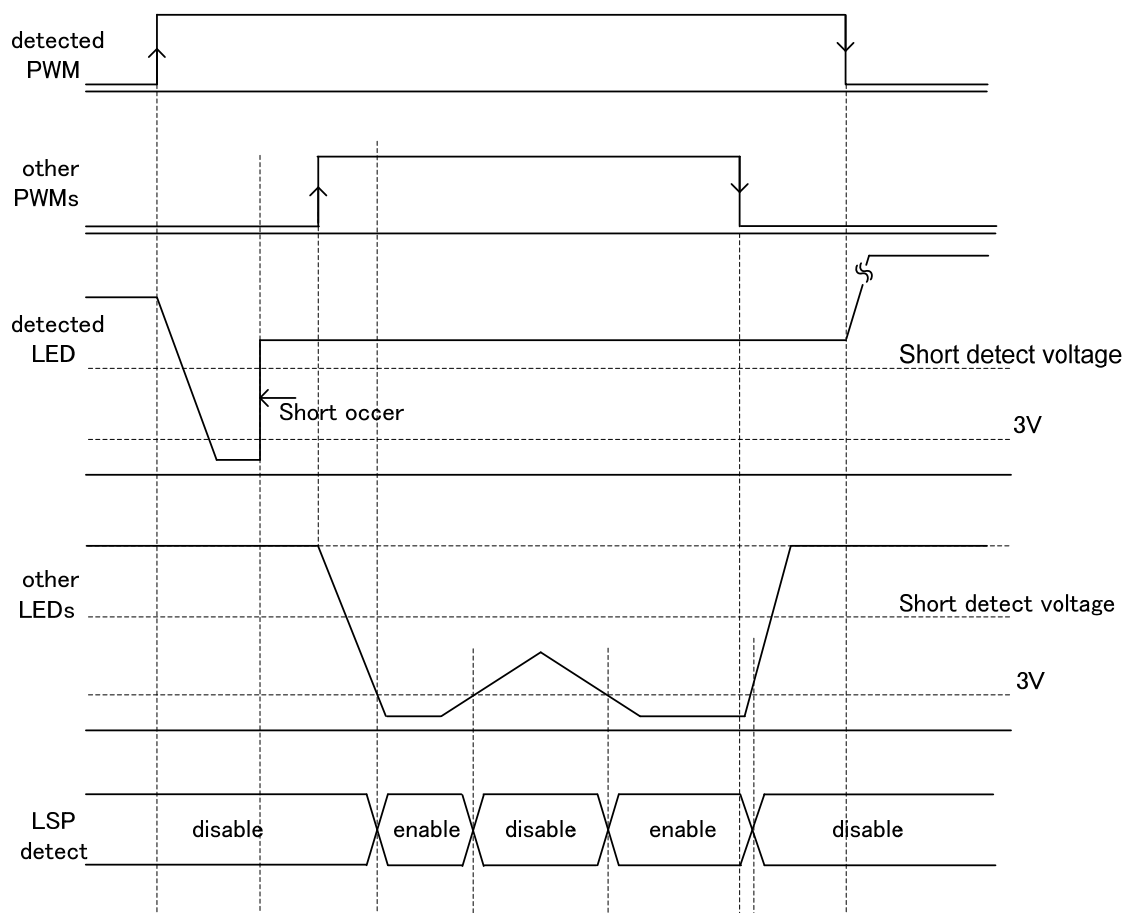 detected
PWM
other
PWMs
detected
LED
Short detect voltage
Short occer
3V
other
LEDs
Short detect voltage
3V
LSP
detect
disable
enable
disable
enable
disable